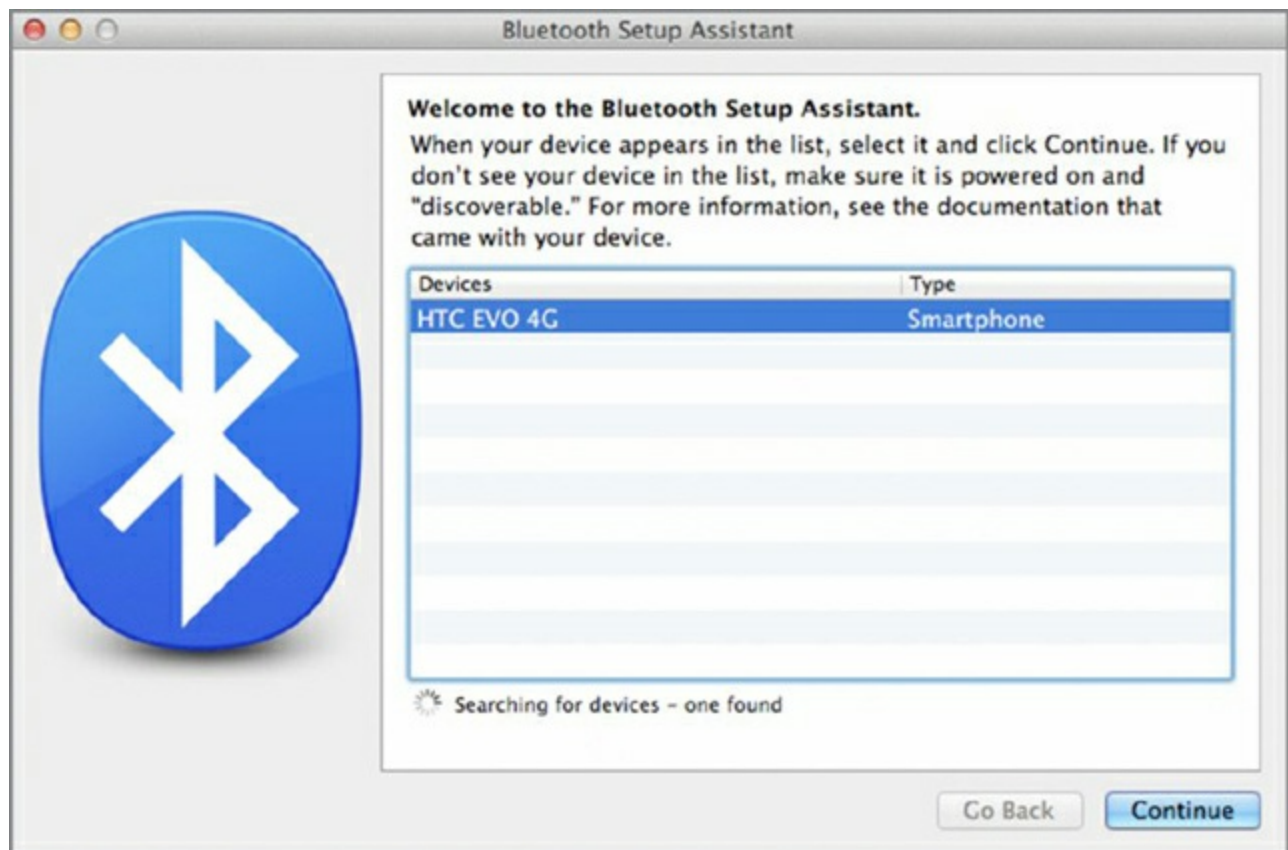 Bluetooth Setup Assistant
Welcome to the Bluetooth Setup Assistant.
When your device appears in the list, select it and click Continue. If you
don't see your device in the list, make sure it is powered on and
"discoverable." For more information, see the documentation that
came with your device.
Devices Type
HTC EVO 4G Smartphone
Searching for devices – one found
Go Back Continue